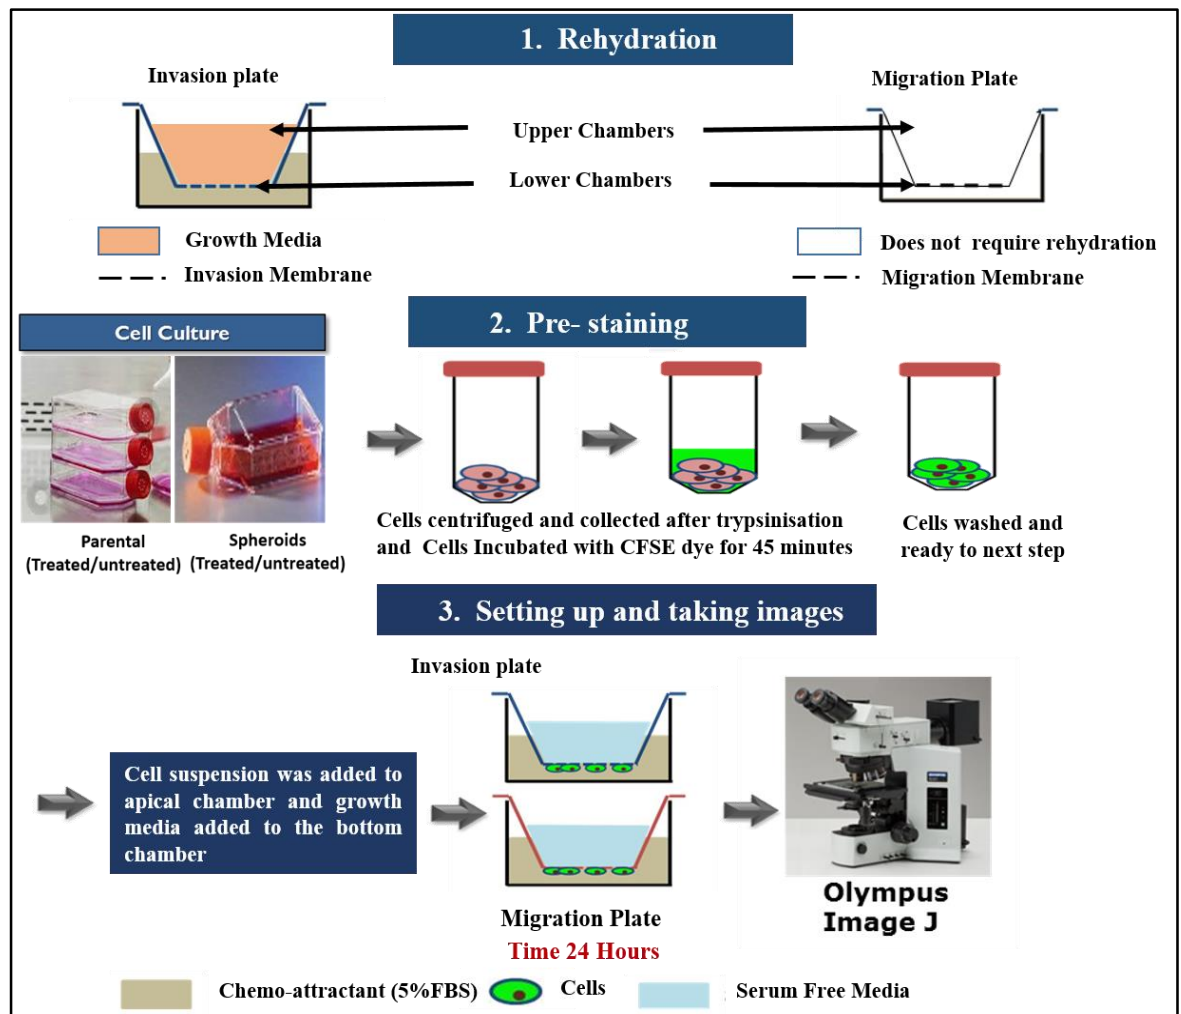 1. Rehydration
Invasion plate
Migration Plate
Upper Chambers
Lower Chambers
Growth Media
Invasion Membrane
Does not require rehydration
Migration Membrane
2. Pre- staining
Cell Culture
Parental
(Treated/untreated)
Spheroids
(Treated/untreated)
Cells centrifuged and collected after trypsinisation
and Cells Incubated with CFSE dye for 45 minutes
Cells washed and
ready to next step
3. Setting up and taking images
Invasion plate
Cell suspension was added to
apical chamber and growth
media added to the bottom
chamber
Migration Plate
Time 24 Hours
Olympus
Image J
Chemo-attractant (5%FBS)
Cells
Serum Free Media